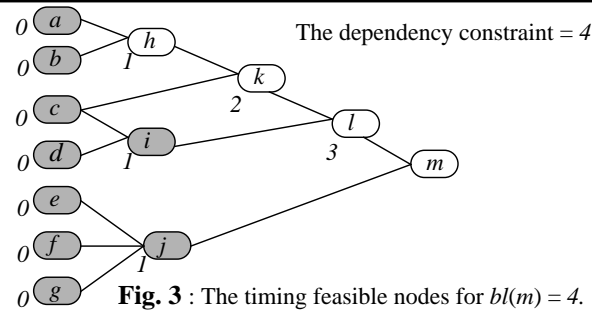 The dependency constraint = 4
0 a
0 b
1 h
0 c
2 k
0 d
1 i
3 l
m
0 e
0 f
1 j
0 g
Fig. 3 : The timing feasible nodes for bl(m) = 4.